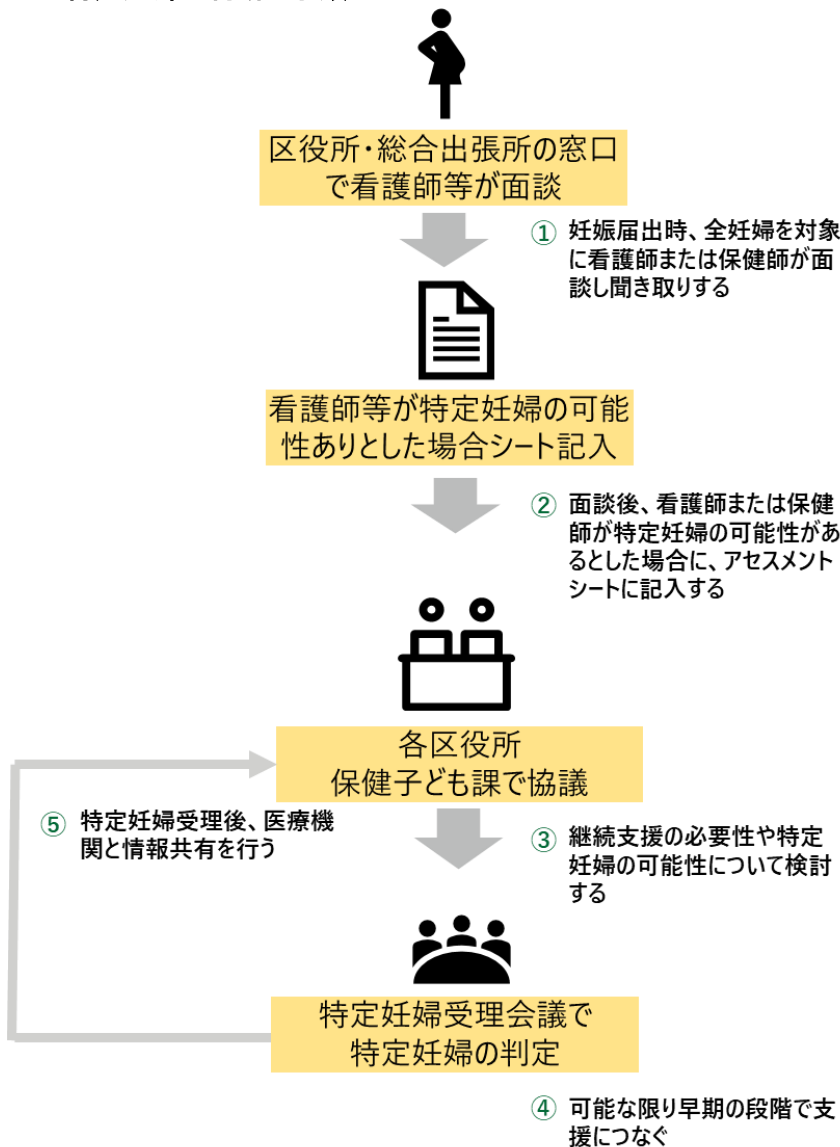 区役所・総合出張所の窓口
で看護師等が面談
① 妊娠届出時、全妊婦を対象
に看護師または保健師が面
談し聞き取りする
看護師等が特定妊婦の可能
性ありとした場合シート記入
② 面談後、看護師または保健
師が特定妊婦の可能性があ
るとした場合に、アセスメント
シートに記入する
各区役所
保健子ども課で協議
⑤ 特定妊婦受理後、医療機
関と情報共有を行う
③ 継続支援の必要性や特定
妊婦の可能性について検討
する
特定妊婦受理会議で
特定妊婦の判定
④ 可能な限り早期の段階で支
援につなぐ